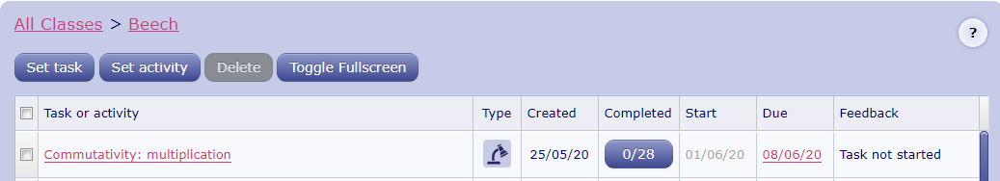 All Classes > Beech
?
Set task Set activity Delete Toggle Fullscreen
Task or activity Type Created Completed Start Due Feedback
Commutativity: multiplication 25/05/20 0/28 01/06/20 08/06/20 Task not started